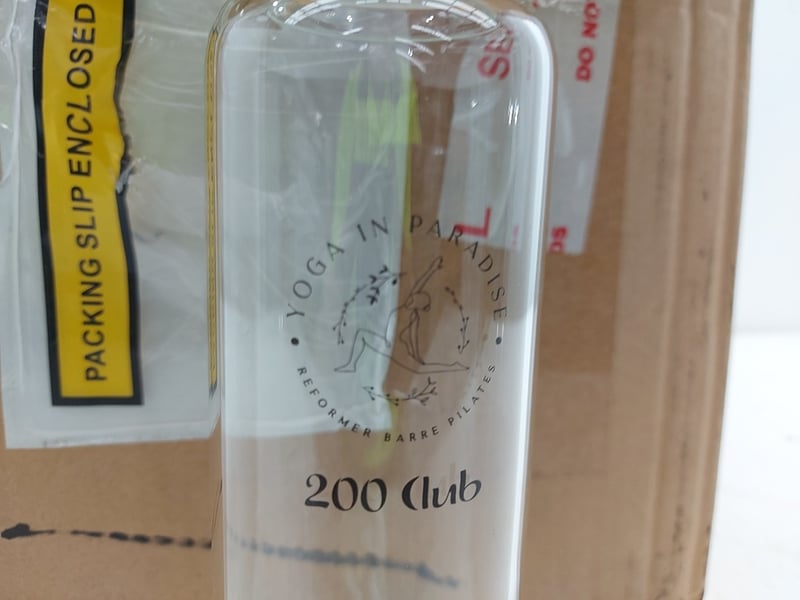 PACKING SLIP ENCLOSED
DO NO
YOGA IN PARADISE
REFORMER BARRE PILATES
200 Club